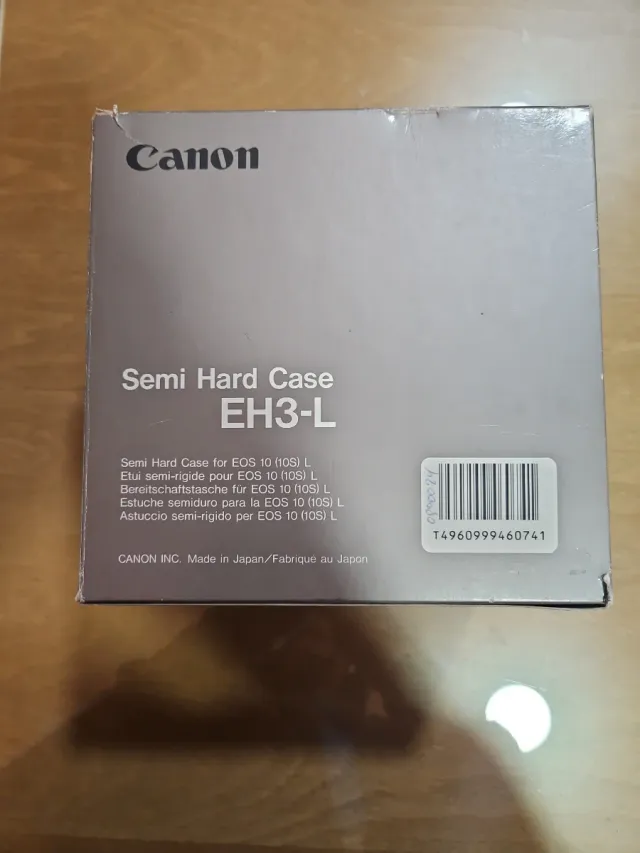 Canon
Semi Hard Case
EH3-L
Semi Hard Case for EOS 10 (10S) L
Etui semi-rigide pour EOS 10 (10S) L
Bereitschaftstasche für EOS 10 (10S) L
Estuche semiduro para la EOS 10 (10S) L
Astuccio semi-rigido per EOS 10 (10S) L
CANON INC. Made in Japan/Fabriqué au Japon
T4960999460741